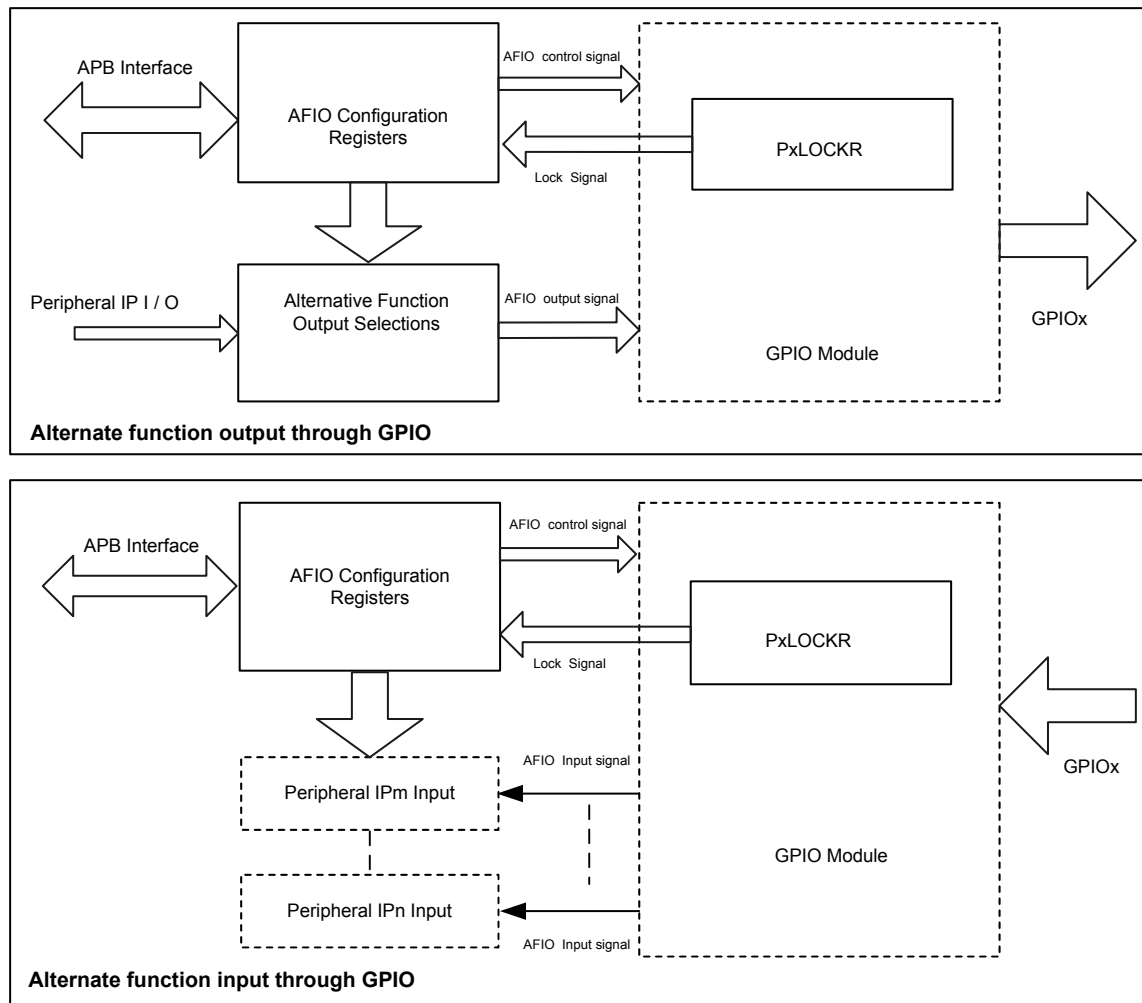 APB Interface
AFIO Configuration
Registers
AFIO control signal
PxLOCKR
Lock Signal
Peripheral IP I / O
Alternative Function
Output Selections
AFIO output signal
GPIO Module
GPIOx
Alternate function output through GPIO
APB Interface
AFIO Configuration
Registers
AFIO control signal
PxLOCKR
Lock Signal
AFIO Input signal
GPIOx
Peripheral IPm Input
GPIO Module
Peripheral IPn Input
AFIO Input signal
Alternate function input through GPIO